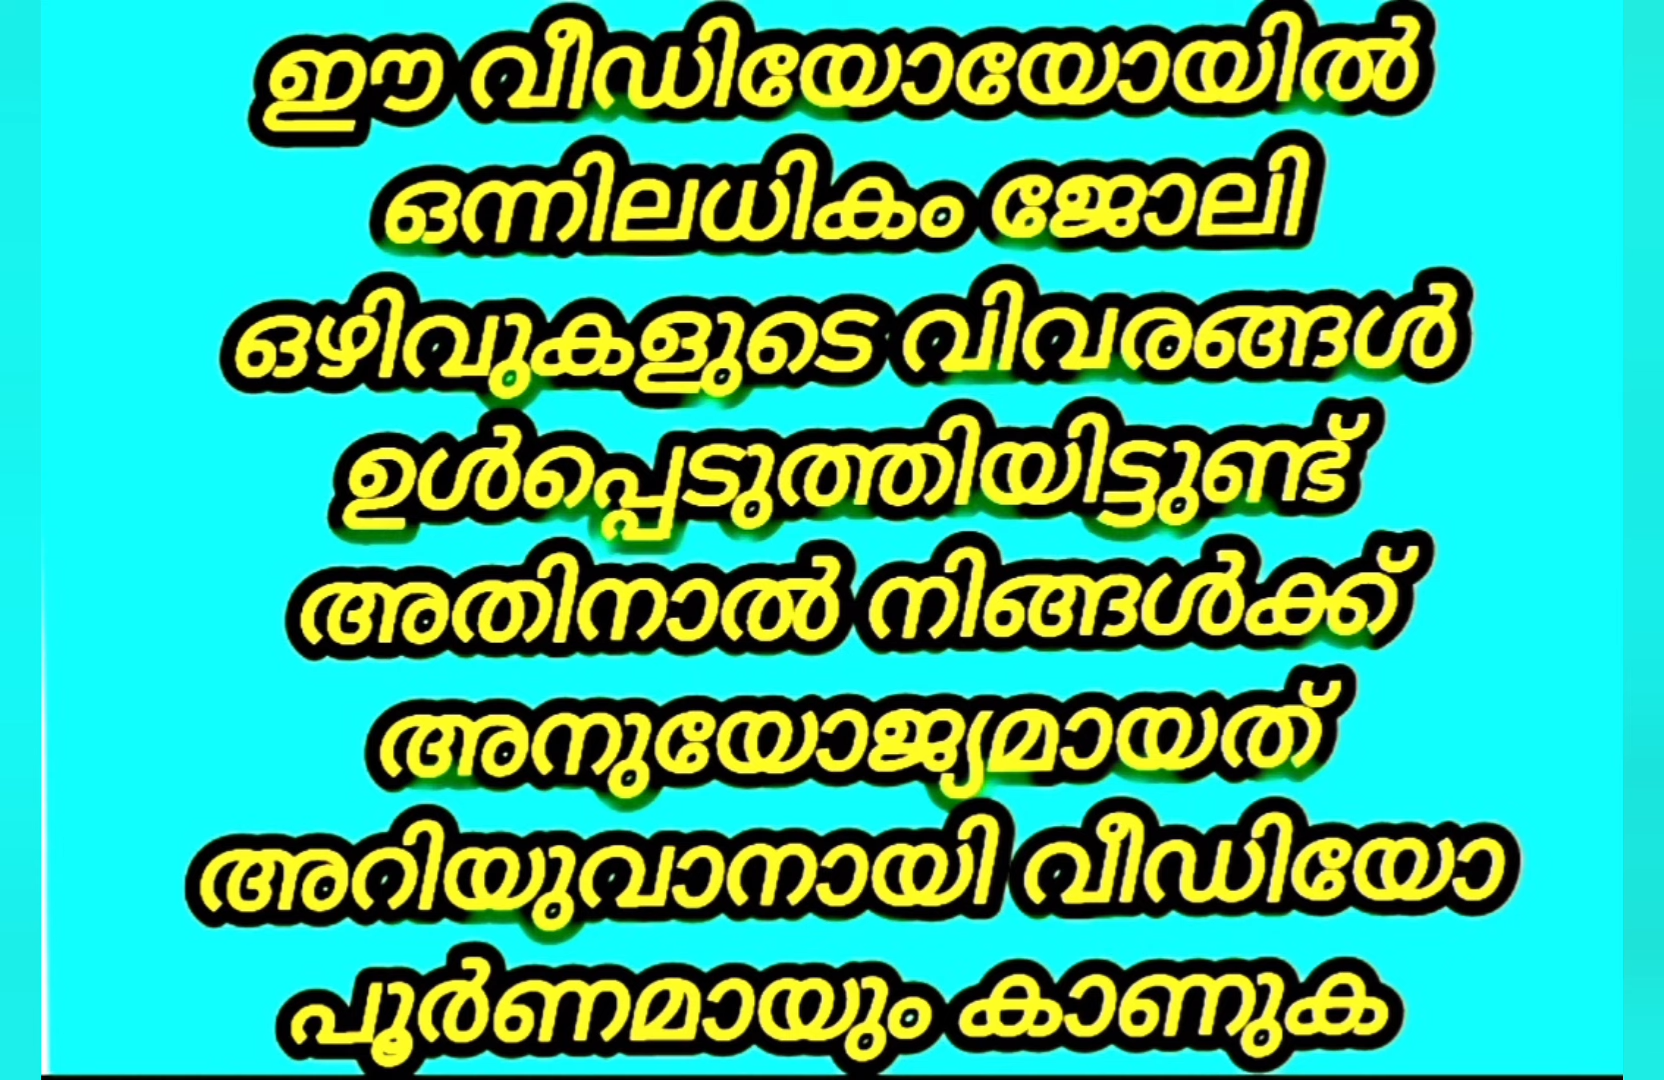 ഈ വീഡിയോയോയിൽ
ഒന്നിലധികം ജോലി
ഒഴിവുകളുടെ വിവരങ്ങൾ
ഉൾപ്പെടുത്തിയിട്ടുണ്ട്
അതിനാൽ നിങ്ങൾക്ക്
അനുയോജ്യമായത്
അറിയുവാനായി വീഡിയോ
പൂർണമായും കാണുക